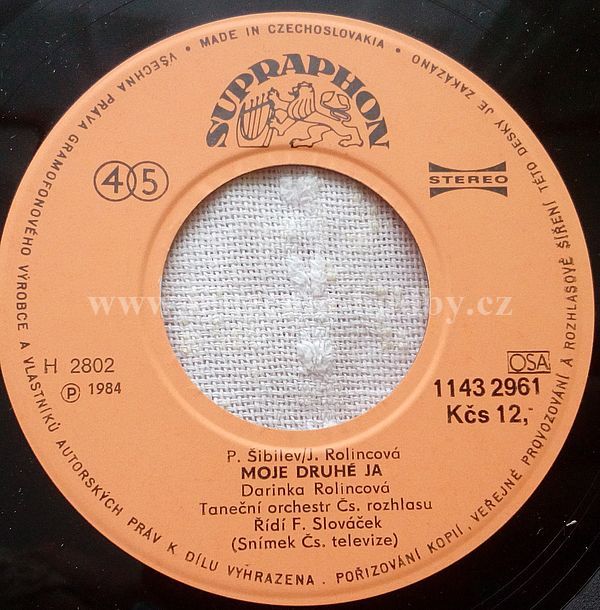 VŠECHNA PRÁVA GRAMOFONOVÉHO VÝROBCE A VLASTNÍKŮ AUTORSKÝCH PRÁV K DÍLU VYHRAZENA. POŘIZOVÁNÍ KOPIÍ, VEŘEJNÉ PROVOZOVÁNÍ A ROZHLASOVÉ ŠÍŘENÍ TÉTO DESKY JE ZAKÁZÁNO • MADE IN CZECHOSLOVAKIA •
SUPRAPHON
45
STEREO
H 2802
℗ 1984
OSA
1143 2961
Kčs 12,-
P. Šibilev/J. Rolincová
MOJE DRUHÉ JA
Darinka Rolincová
Taneční orchestr Čs. rozhlasu
Řídí F. Slováček
(Snímek Čs. televize)